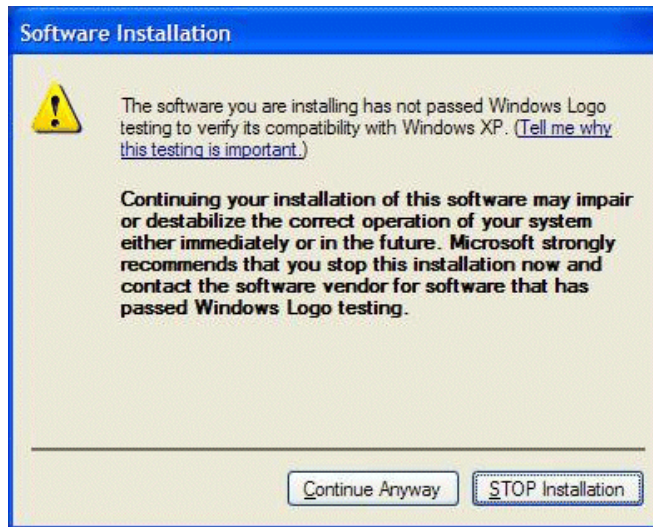 Software Installation
The software you are installing has not passed Windows Logo
testing to verify its compatibility with Windows XP. (Tell me why
this testing is important.)
Continuing your installation of this software may impair
or destabilize the correct operation of your system
either immediately or in the future. Microsoft strongly
recommends that you stop this installation now and
contact the software vendor for software that has
passed Windows Logo testing.
Continue Anyway
STOP Installation